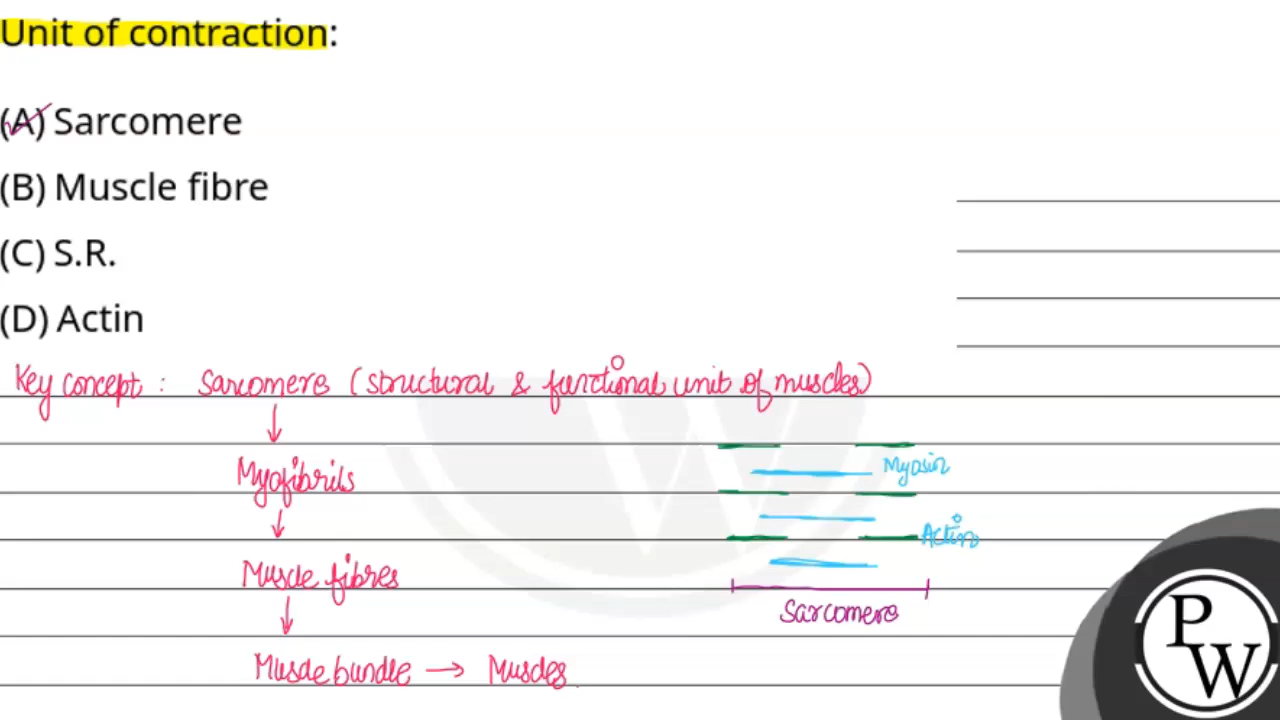 Unit of contraction:
(A) Sarcomere
(B) Muscle fibre
(C) S.R.
(D) Actin
Key concept : Sarcomere (structural & functional unit of muscles)
↓
Myofibrils
↓
Muscle fibres
↓
Muscle bundle → Muscles
Myosin
Actin
Sarcomere
P
W